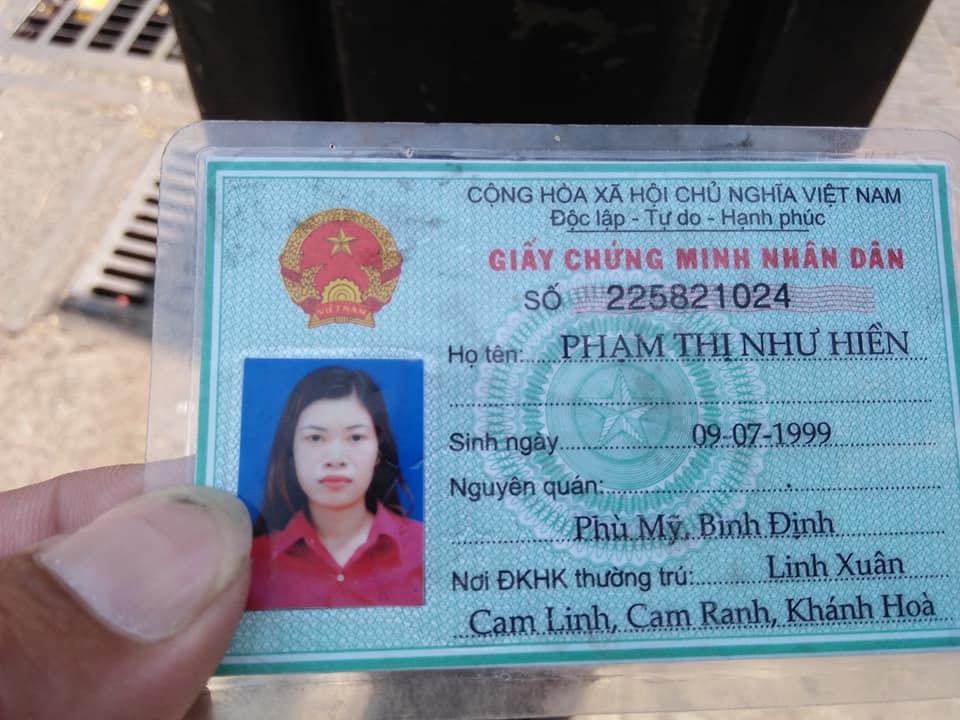 CỘNG HÒA XÃ HỘI CHỦ NGHĨA VIỆT NAM
Độc lập - Tự do - Hạnh phúc
GIẤY CHỨNG MINH NHÂN DÂN
SỐ 225821024
Họ tên: PHẠM THỊ NHƯ HIỀN
Sinh ngày 09-07-1999
Nguyên quán:
Phù Mỹ, Bình Định
Nơi ĐKHK thường trú: Linh Xuân
Cam Linh, Cam Ranh, Khánh Hoà
VIỆT NAM